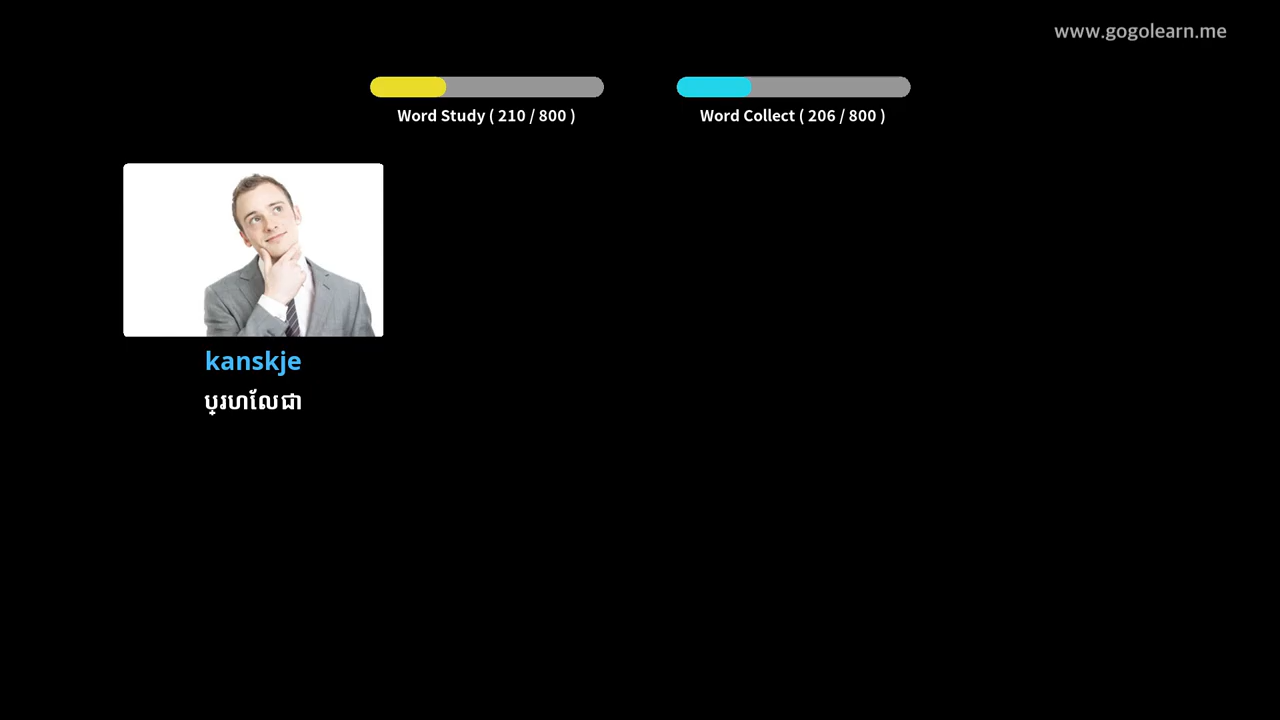 www.gogolearn.me
Word Study ( 210 / 800 )
Word Collect ( 206 / 800 )
kanskje
ប្រហលែជា